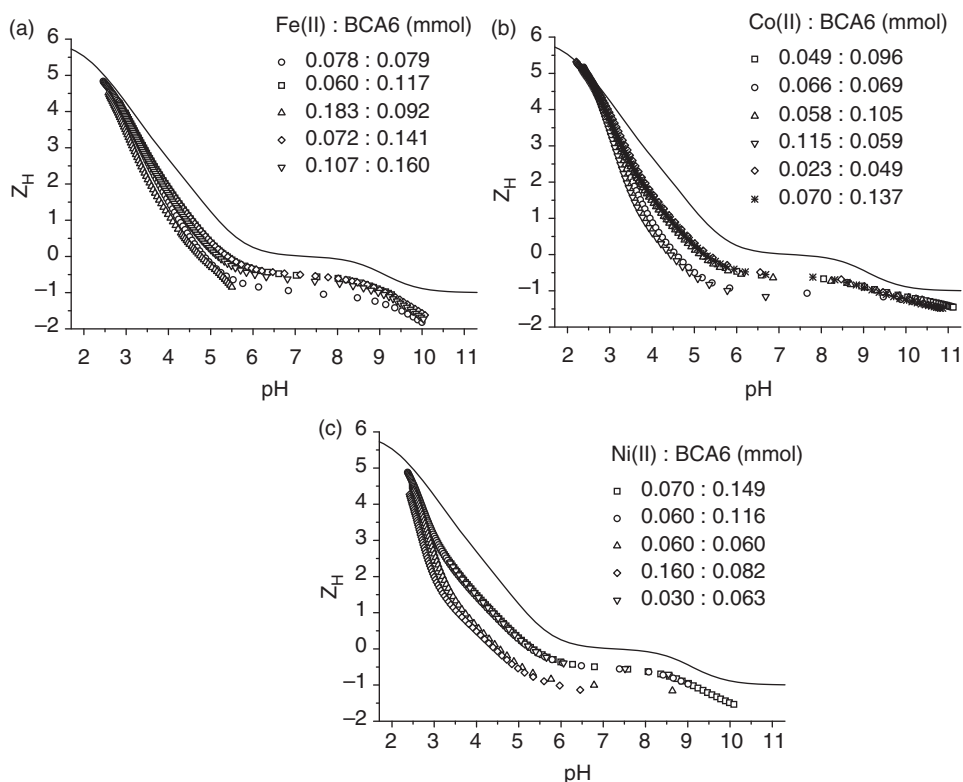 (a)
Fe(II) : BCA6 (mmol)
0.078 : 0.079
0.060 : 0.117
0.183 : 0.092
0.072 : 0.141
0.107 : 0.160
6
5
4
3
2
1
0
–1
–2
Z_H
2 3 4 5 6 7 8 9 10 11
pH
(b)
Co(II) : BCA6 (mmol)
0.049 : 0.096
0.066 : 0.069
0.058 : 0.105
0.115 : 0.059
0.023 : 0.049
0.070 : 0.137
6
5
4
3
2
1
0
–1
–2
Z_H
2 3 4 5 6 7 8 9 10 11
pH
(c)
Ni(II) : BCA6 (mmol)
0.070 : 0.149
0.060 : 0.116
0.060 : 0.060
0.160 : 0.082
0.030 : 0.063
6
5
4
3
2
1
0
–1
–2
Z_H
2 3 4 5 6 7 8 9 10 11
pH